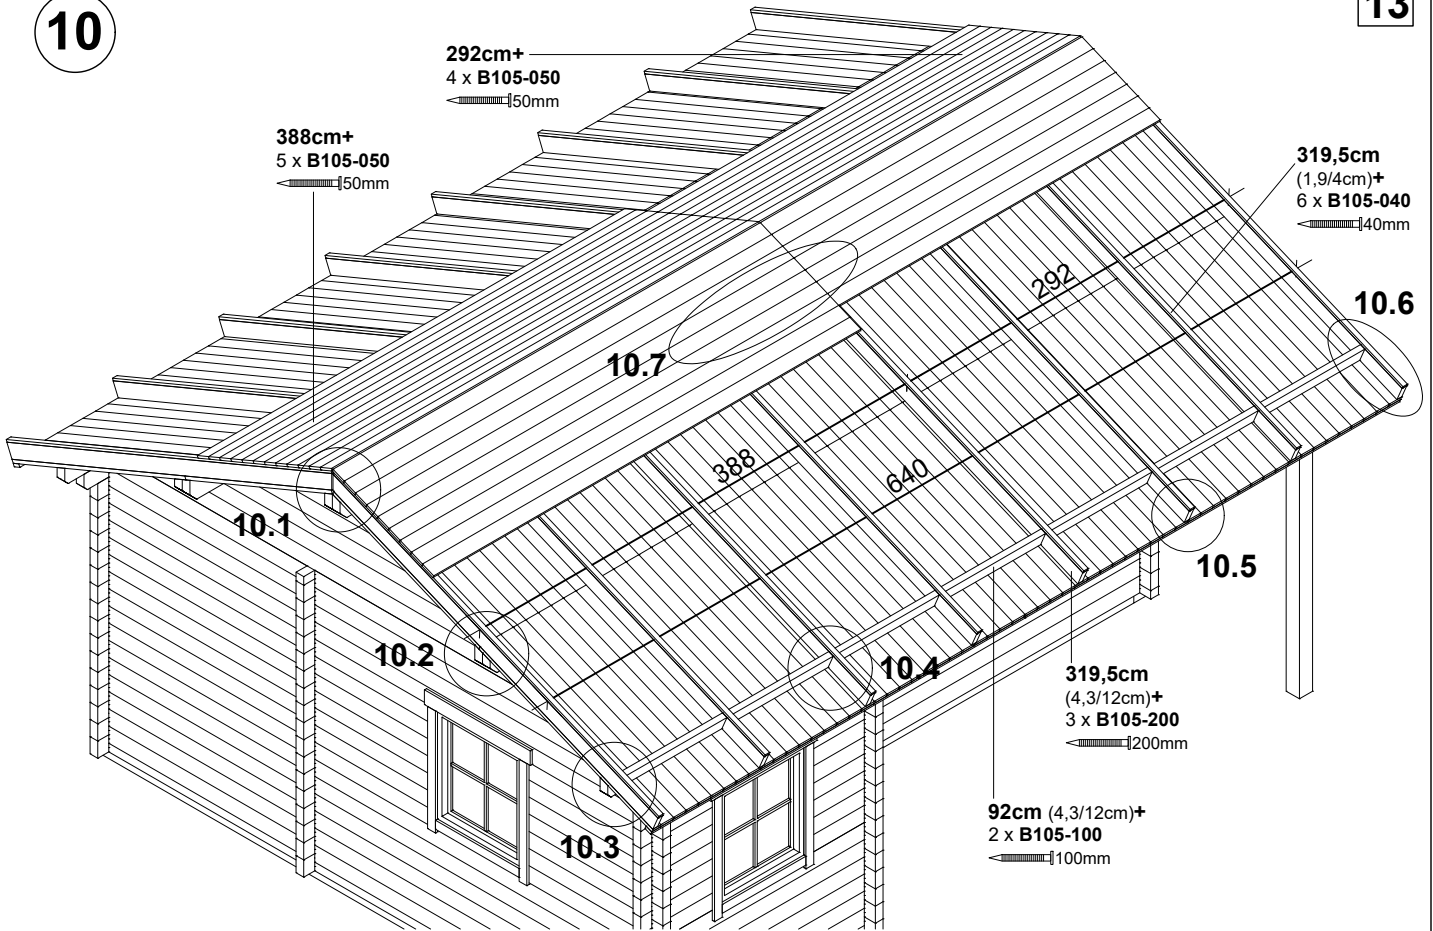 10
13
292cm+
4 x B105-050
50mm
388cm+
5 x B105-050
50mm
319,5cm
(1,9/4cm)+
6 x B105-040
40mm
292
10.6
10.7
388
640
10.1
10.5
10.2
10.4
319,5cm
(4,3/12cm)+
3 x B105-200
200mm
92cm (4,3/12cm)+
2 x B105-100
100mm
10.3